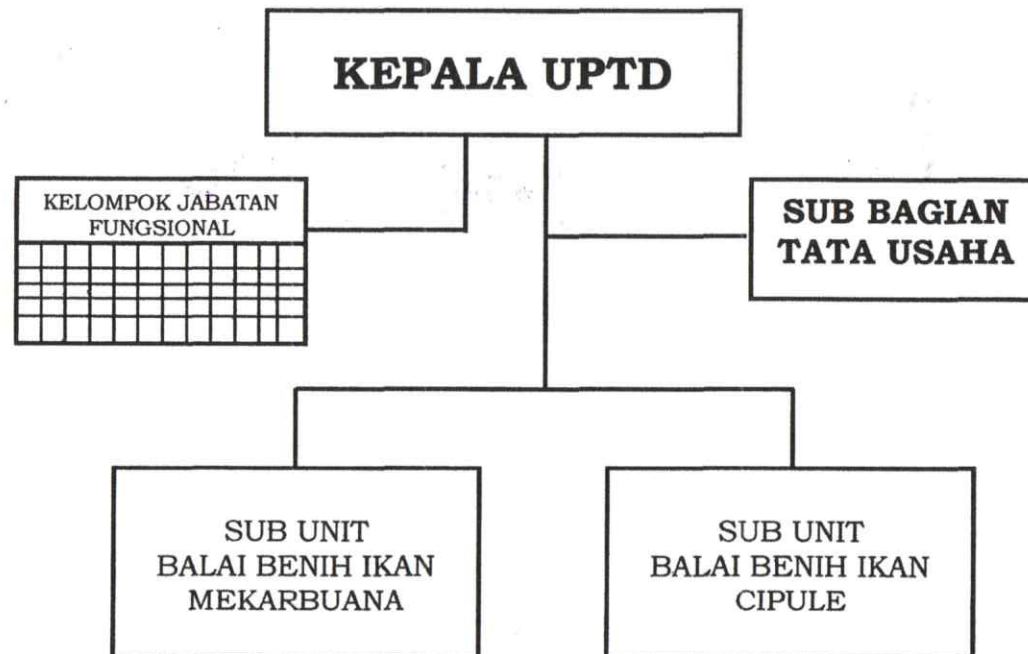 KEPALA UPTD
KELOMPOK JABATAN
FUNGSIONAL
SUB BAGIAN
TATA USAHA
SUB UNIT
BALAI BENIH IKAN
MEKARBUANA
SUB UNIT
BALAI BENIH IKAN
CIPULE